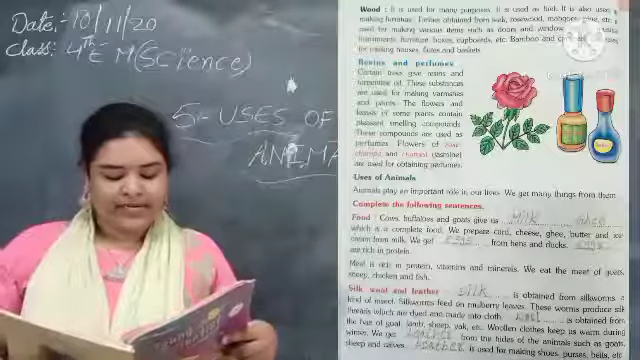 Date:- 10/11/20
Class:- 4th E M (Science)
5- USES OF
ANIMA
Wood : It is used for many purposes. It is used as fuel. It is also used
making furniture. Timber obtained from teak, rosewood, mahogany, pine, etc.
used for making various items such as doors and window
instruments, furniture, boxes, cupboards, etc. Bamboo and
for making houses, flutes and baskets
Resins and perfumes
Certain trees give resins and
turpentine oil. These substances
are used for making varnishes
and paints. The flowers and
leaves of some plants contain
pleasant smelling compounds.
These compounds are used as
perfumes. Flowers of rose,
champa and chameli (jasmine)
are used for obtaining perfumes.
Uses of Animals
Animals play an important role in our lives. We get many things from them
Complete the following sentences.
Food : Cows, buffaloes and goats give us Milk
which is a complete food. We prepare curd, cheese, ghee, butter and ice
cream from milk. We get eggs from hens and ducks. eggs
are rich in protein.
Meat is rich in protein, vitamins and minerals. We eat the meat of goats,
sheep, chicken and fish.
Silk wool and leather : silk is obtained from silkworms a
kind of insect. Silkworms feed on mulberry leaves. These worms produce silk
threads which are dyed and made into cloth. wool is obtained from
the hair of goat, lamb, sheep, yak, etc. Woollen clothes keep us warm during
winter. We get leather from the hides of animals such as goats,
sheep and calves. leather is used for making shoes, purses, belts, etc